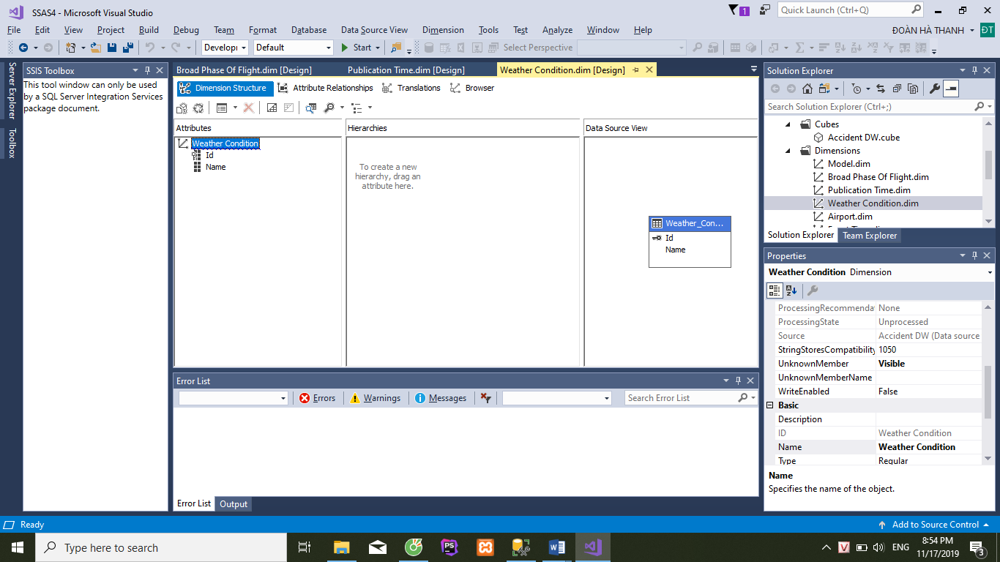 SSAS4 - Microsoft Visual Studio
1
Quick Launch (Ctrl+Q)
File Edit View Project Build Debug Team Format Database Data Source View Dimension Tools Test Analyze Window Help
ĐOÀN HÀ THANH ĐT
Developı Default Start Select Perspective
Server Explorer
Toolbox
SSIS Toolbox
This tool window can only be used
by a SQL Server Integration Services
package document.
Broad Phase Of Flight.dim [Design] Publication Time.dim [Design] Weather Condition.dim [Design]
Dimension Structure Attribute Relationships Translations Browser
Attributes
Weather Condition
Id
Name
Hierarchies
To create a new
hierarchy, drag an
attribute here.
Data Source View
Weather_Con...
Id
Name
Error List
Errors Warnings Messages Search Error List
Error List Output
Solution Explorer
Search Solution Explorer (Ctrl+;)
Cubes
Accident DW.cube
Dimensions
Model.dim
Broad Phase Of Flight.dim
Publication Time.dim
Weather Condition.dim
Airport.dim
Solution Explorer Team Explorer
Properties
Weather Condition Dimension
ProcessingRecommenda None
ProcessingState Unprocessed
Source Accident DW (Data source
StringStoresCompatibility 1050
UnknownMember Visible
UnknownMemberName
WriteEnabled False
Basic
Description
ID Weather Condition
Name Weather Condition
Type Regular
Name
Specifies the name of the object.
Ready
Add to Source Control
Type here to search
PS
W
V
ENG
8:54 PM
11/17/2019
3